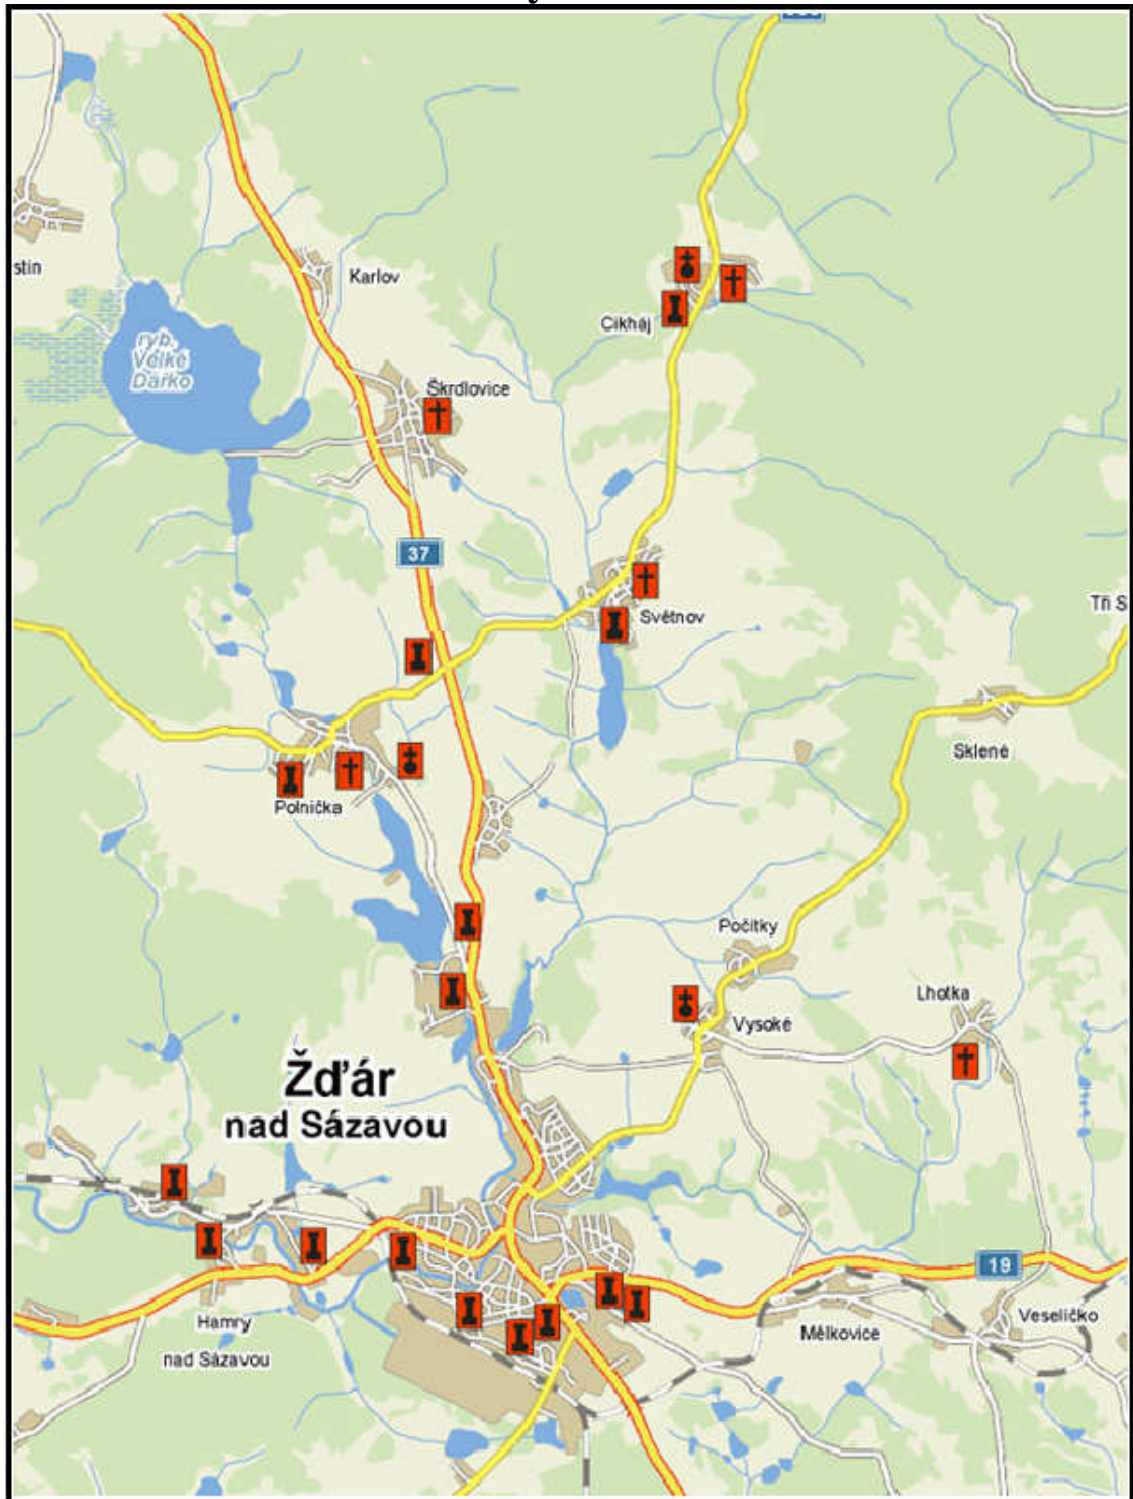 stin
Karlov
ryb.
Velké
Dářko
Cikháj
Škrdlovice
37
Tři S
Světnov
Sklené
Polnička
Počítky
Lhotka
Vysoké
Žďár
nad Sázavou
19
Veselíčko
Hamry
nad Sázavou
Mělkovice